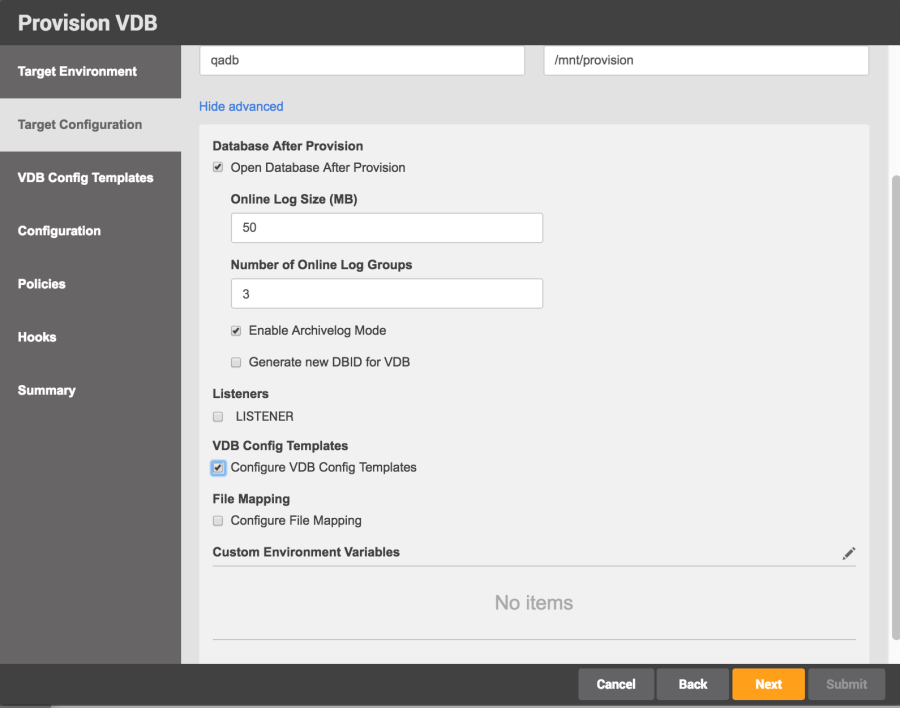 Provision VDB
Target Environment
Target Configuration
VDB Config Templates
Configuration
Policies
Hooks
Summary
qadb
/mnt/provision
Hide advanced
Database After Provision
Open Database After Provision
Online Log Size (MB)
50
Number of Online Log Groups
3
Enable Archivelog Mode
Generate new DBID for VDB
Listeners
LISTENER
VDB Config Templates
Configure VDB Config Templates
File Mapping
Configure File Mapping
Custom Environment Variables
No items
Cancel
Back
Next
Submit